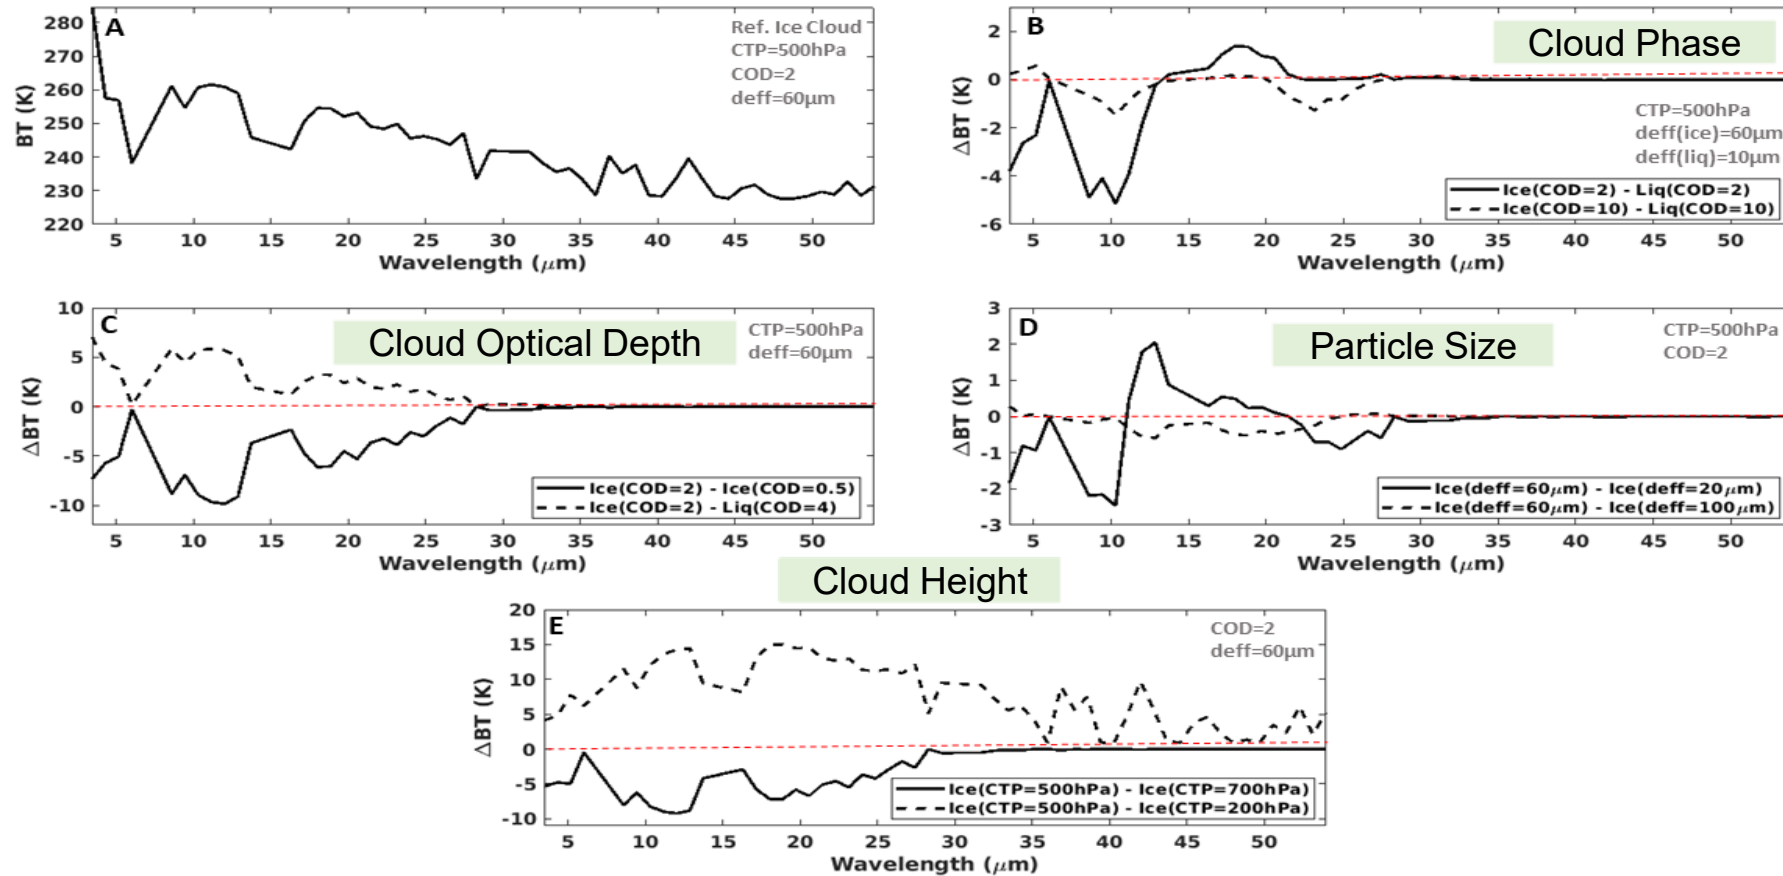 A
Ref. Ice Cloud
CTP=500hPa
COD=2
deff=60μm
280
270
260
250
240
230
220
BT (K)
5 10 15 20 25 30 35 40 45 50
Wavelength (μm)
B
Cloud Phase
2
0
-2
-4
-6
ΔBT (K)
CTP=500hPa
deff(ice)=60μm
deff(liq)=10μm
Ice(COD=2) - Liq(COD=2)
Ice(COD=10) - Liq(COD=10)
5 10 15 20 25 30 35 40 45 50
Wavelength (μm)
C
Cloud Optical Depth
CTP=500hPa
deff=60μm
10
5
0
-5
-10
ΔBT (K)
Ice(COD=2) - Ice(COD=0.5)
Ice(COD=2) - Liq(COD=4)
5 10 15 20 25 30 35 40 45 50
Wavelength (μm)
D
Particle Size
CTP=500hPa
COD=2
3
2
1
0
-1
-2
-3
ΔBT (K)
Ice(deff=60μm) - Ice(deff=20μm)
Ice(deff=60μm) - Ice(deff=100μm)
5 10 15 20 25 30 35 40 45 50
Wavelength (μm)
Cloud Height
E
COD=2
deff=60μm
20
15
10
5
0
-5
-10
ΔBT (K)
Ice(CTP=500hPa) - Ice(CTP=700hPa)
Ice(CTP=500hPa) - Ice(CTP=200hPa)
5 10 15 20 25 30 35 40 45 50
Wavelength (μm)